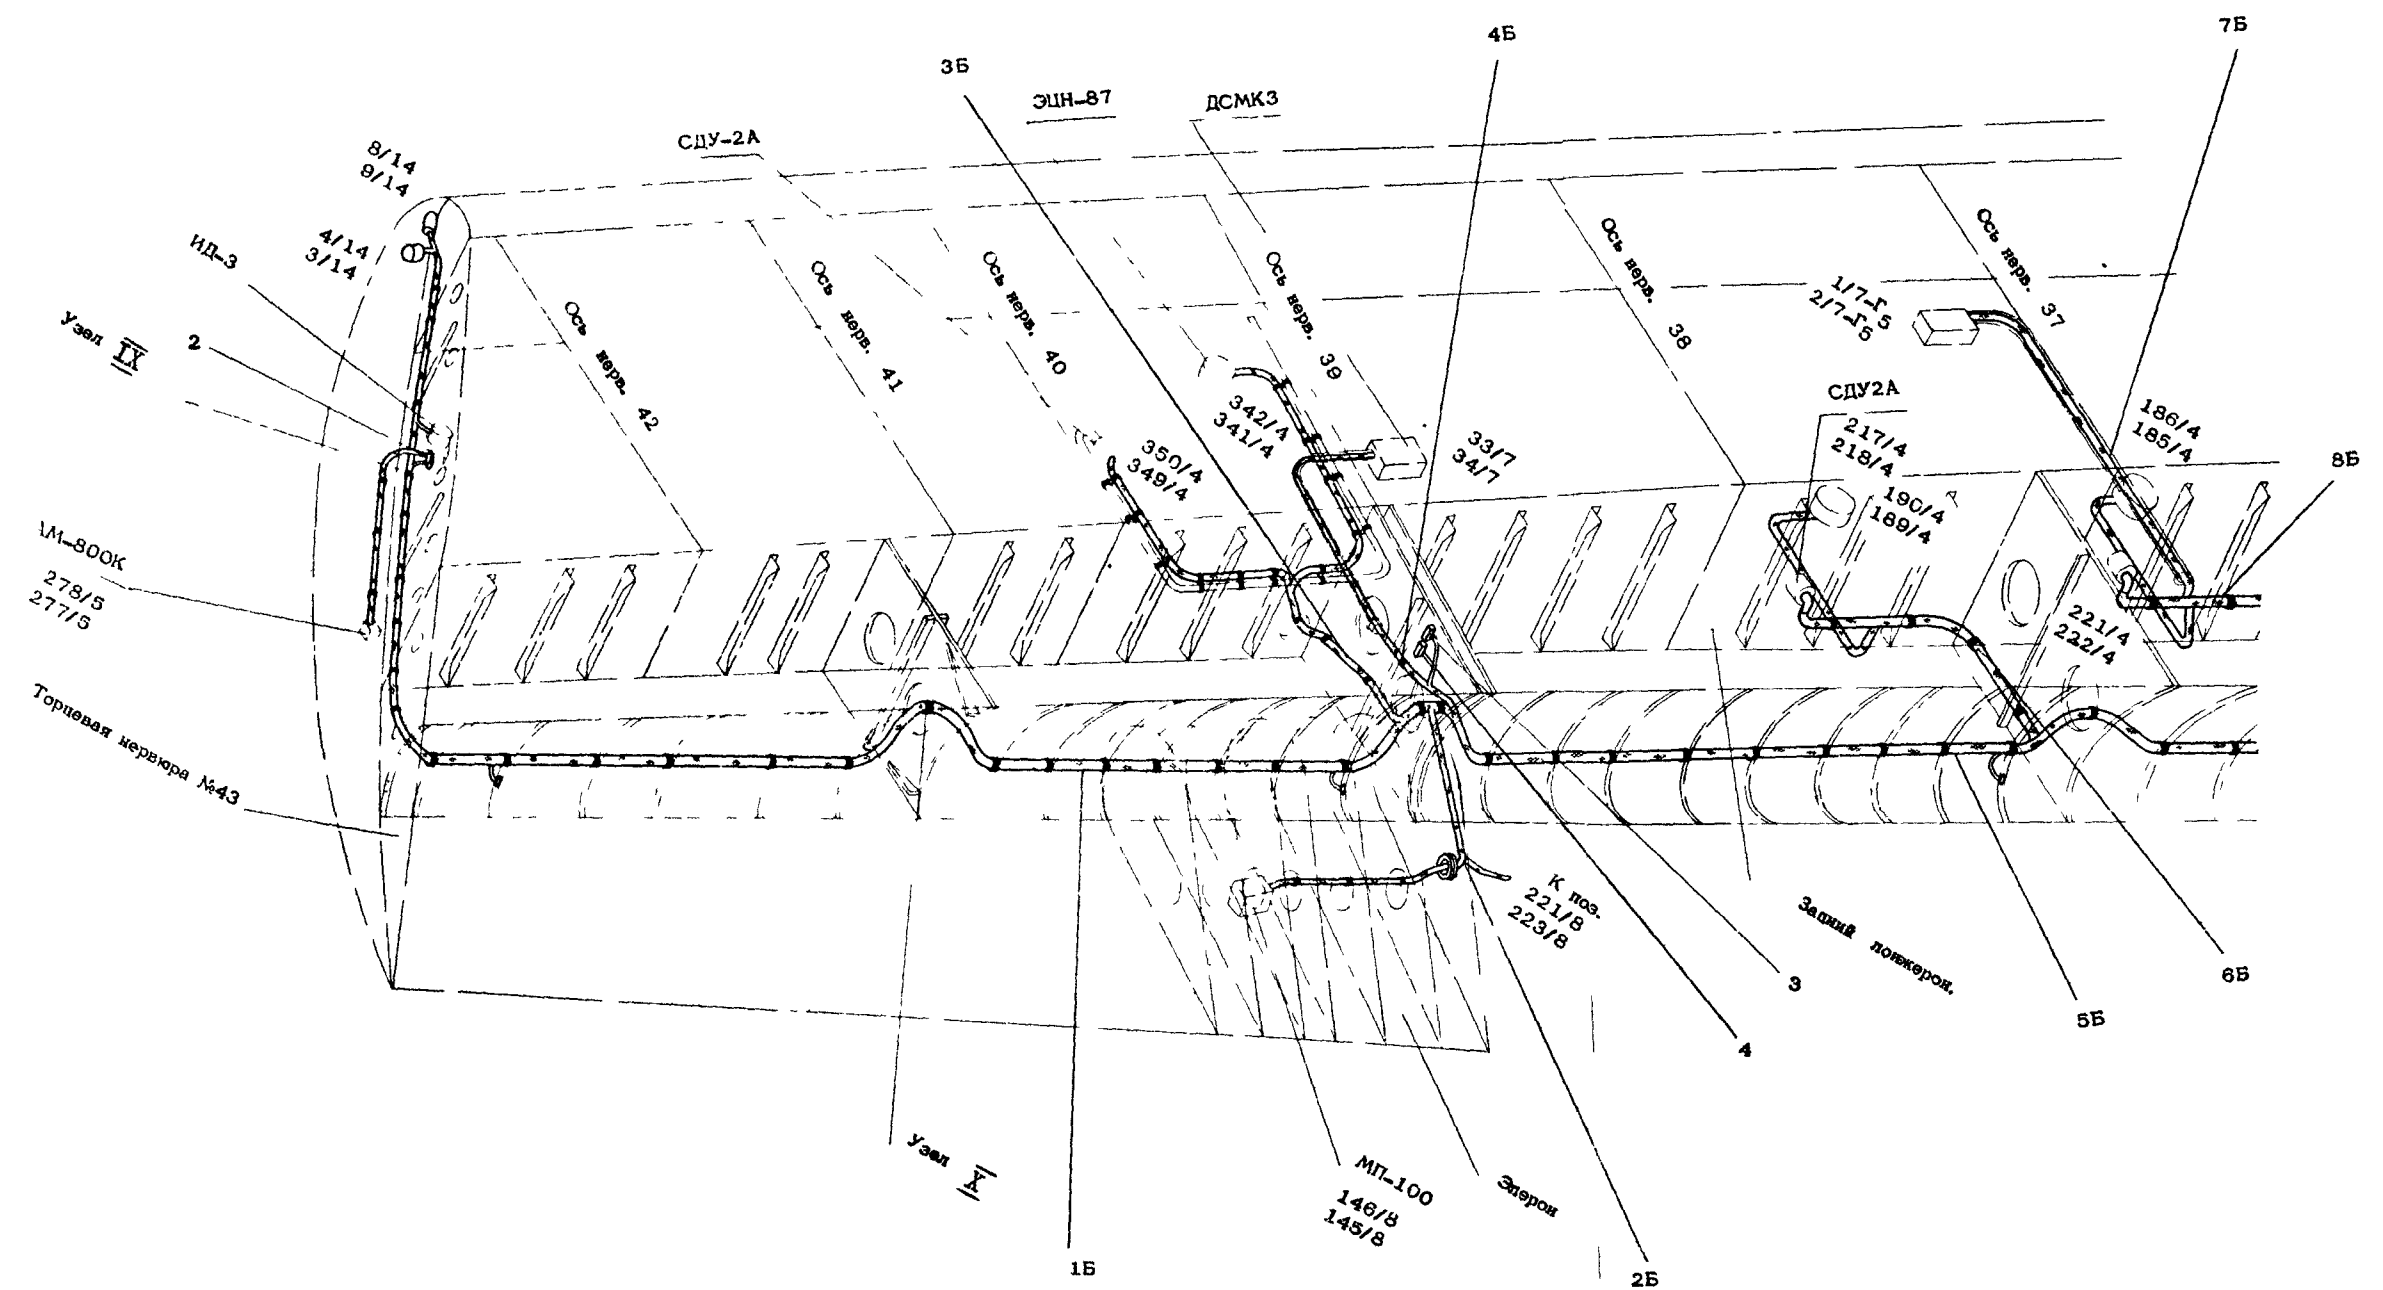 3Б
4Б
7Б
ЭЦН-87
ДСМК3
СДУ-2А
8/14
9/14
4/14
3/14
ИД-3
Узел IX
2
Ось нерв. 42
Ось нерв. 41
Ось нерв. 40
Ось нерв. 39
Ось нерв. 38
Ось нерв. 37
1/7-Г5
2/7-Г5
СДУ2А
217/4
218/4
190/4
189/4
186/4
185/4
8Б
342/4
341/4
350/4
349/4
33/7
34/7
АМ-800К
278/5
277/5
221/4
222/4
Торцевая нервюра №43
К поз.
221/8
223/8
Задний лонжерон.
3
4
6Б
5Б
Узел X
МП-100
146/8
145/8
Элерон
1Б
2Б